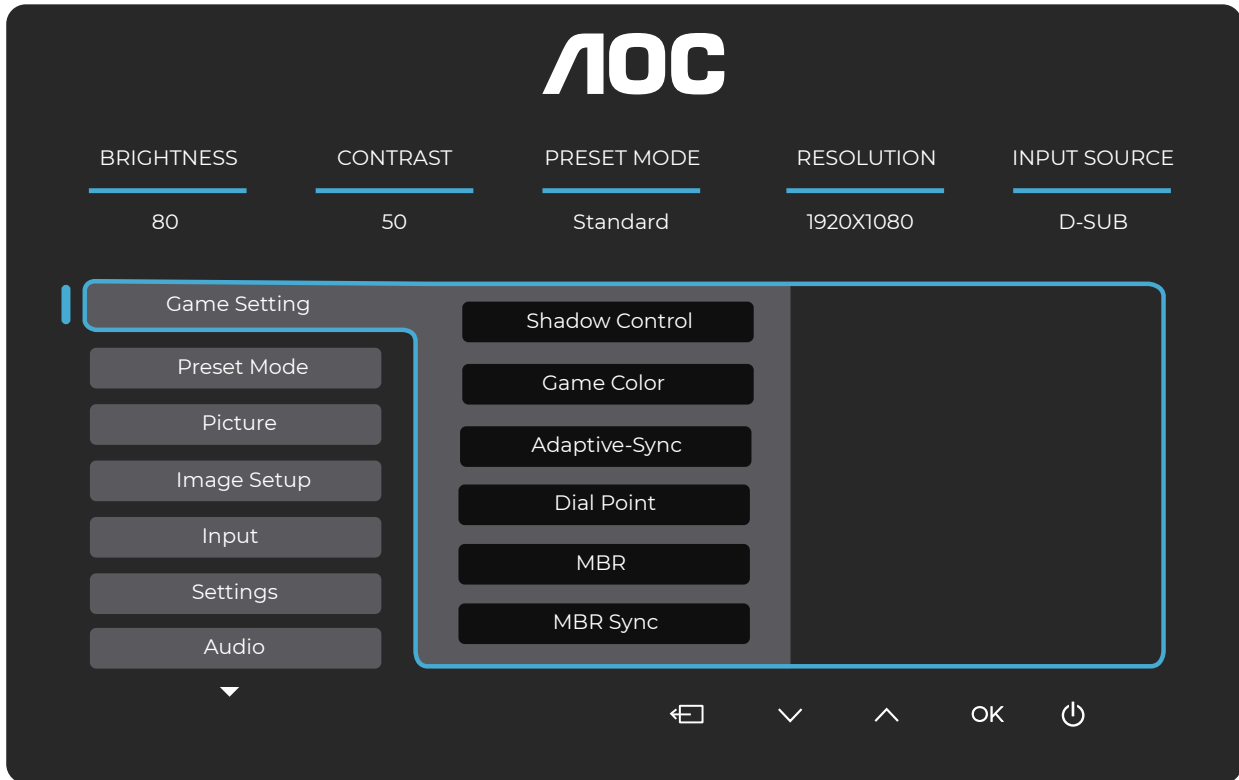 AOC
BRIGHTNESS CONTRAST PRESET MODE RESOLUTION INPUT SOURCE
80 50 Standard 1920X1080 D-SUB
Game Setting
Preset Mode
Picture
Image Setup
Input
Settings
Audio
Shadow Control
Game Color
Adaptive-Sync
Dial Point
MBR
MBR Sync
OK